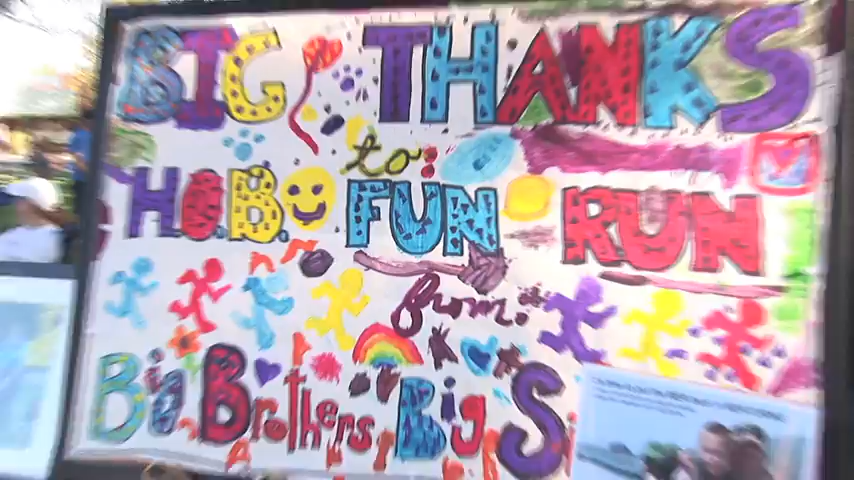 BIG THANKS
to
H.O.B. FUN RUN
from:
Big Brothers Big S